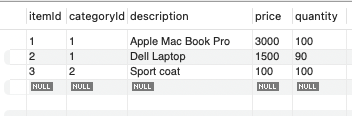 itemId categoryId description price quantity
1 1 Apple Mac Book Pro 3000 100
2 1 Dell Laptop 1500 90
3 2 Sport coat 100 100
NULL NULL NULL NULL NULL